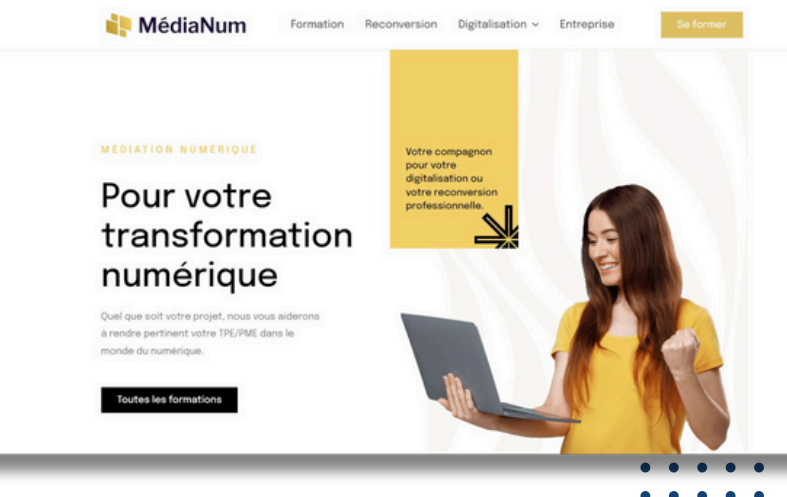 MédiaNum
Formation
Reconversion
Digitalisation
Entreprise
Se former
MÉDIATION NUMÉRIQUE
Pour votre
transformation
numérique
Quel que soit votre projet, nous vous aiderons
à rendre pertinent votre TPE/PME dans le
monde du numérique.
Toutes les formations
Votre compagnon
pour votre
digitalisation ou
votre reconversion
professionnelle.